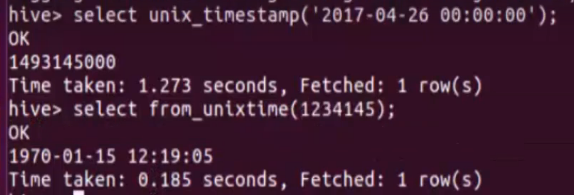 hive> select unix_timestamp('2017-04-26 00:00:00');
OK
1493145000
Time taken: 1.273 seconds, Fetched: 1 row(s)
hive> select from_unixtime(1234145);
OK
1970-01-15 12:19:05
Time taken: 0.185 seconds, Fetched: 1 row(s)